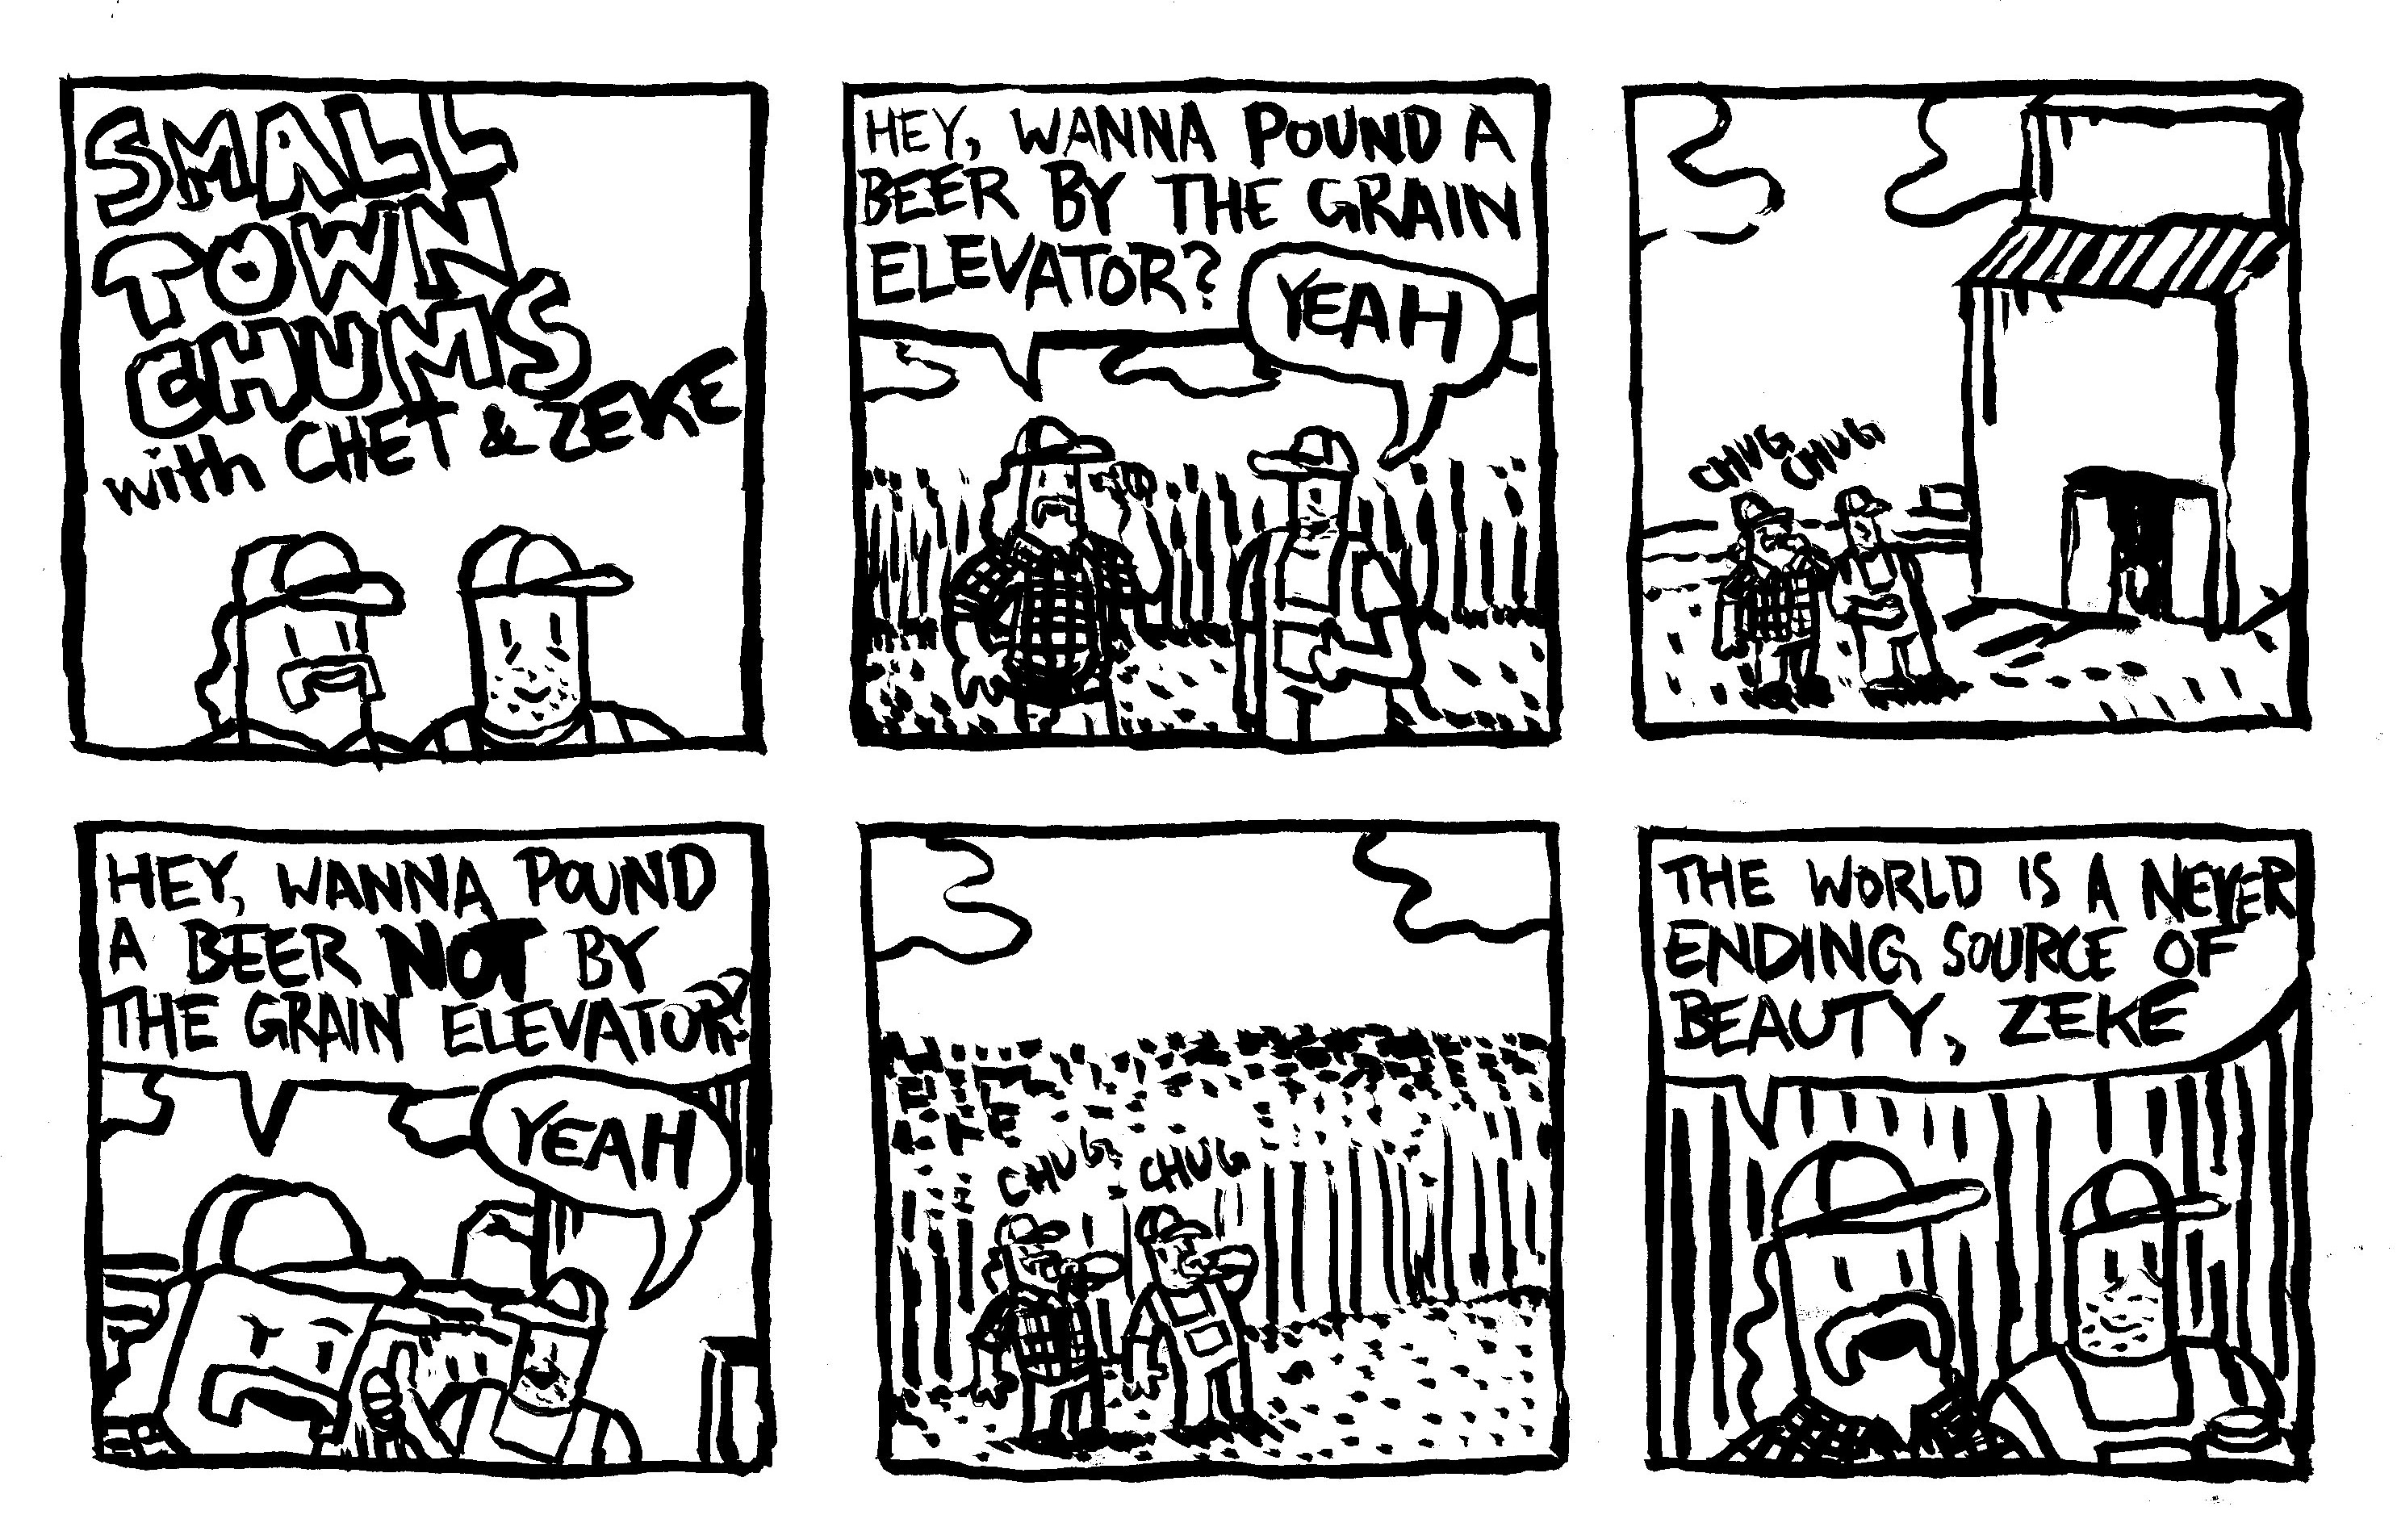 SMALL
TOWN
CHUMS
with CHET & ZEKE
HEY, WANNA POUND A
BEER BY THE GRAIN
ELEVATOR?
YEAH
CHUG
CHUG
HEY, WANNA POUND
A BEER NOT BY
THE GRAIN ELEVATOR?
YEAH
CHUG
CHUG
THE WORLD IS A NEVER
ENDING SOURCE OF
BEAUTY, ZEKE